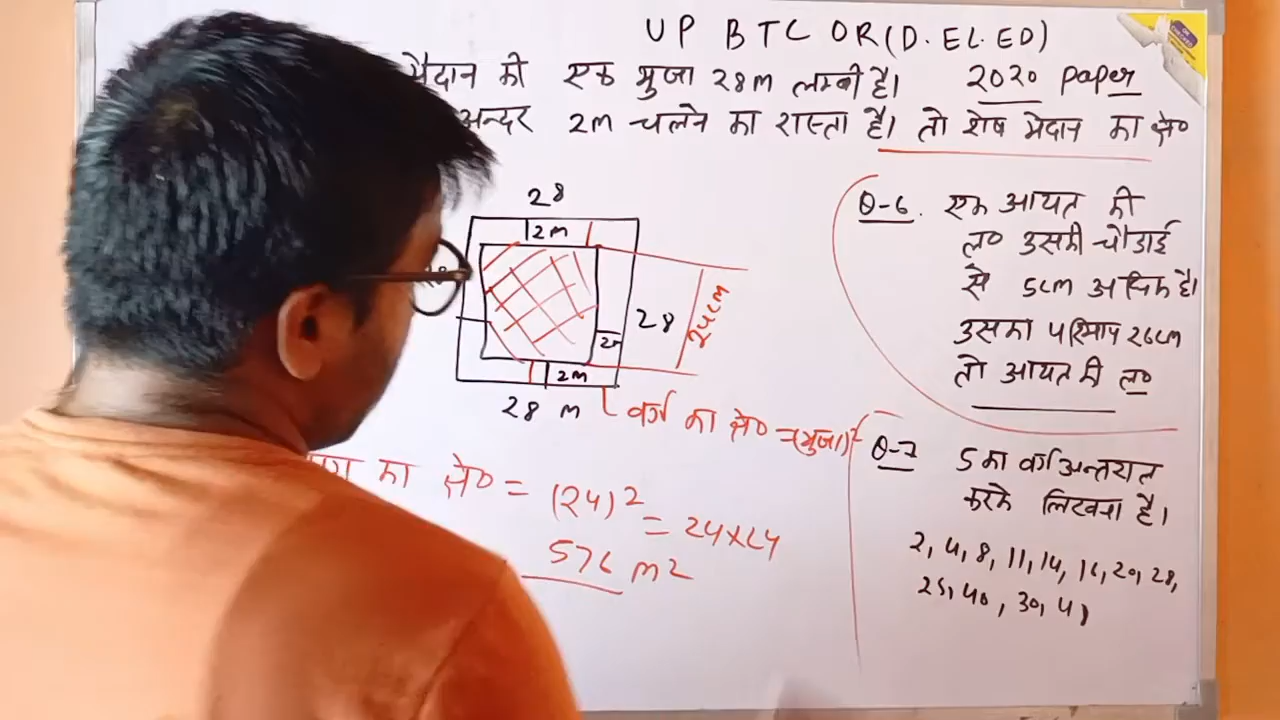 UP BTC OR (D.EL.ED)
मैदान की एक भुजा 28m लम्बी है। 2020 paper
अन्दर 2m चलने का रास्ता है। तो शेष मैदान का क्षे०
28
2m
28
24cm
2m
28 m
वर्ग का क्षे० = (भुजा)²
का क्षे० = (24)²
= 24x24
576 m2
Q-6. एक आयत की
ल० उसकी चौडाई
से 5cm अधिक है।
उसका परिमाप 26cm
तो आयत की ल०
Q-7 5 का वर्ग अन्तराल
करके लिखना है।
2, 4, 8, 11, 14, 16, 20, 28,
25, 40, 30, 41